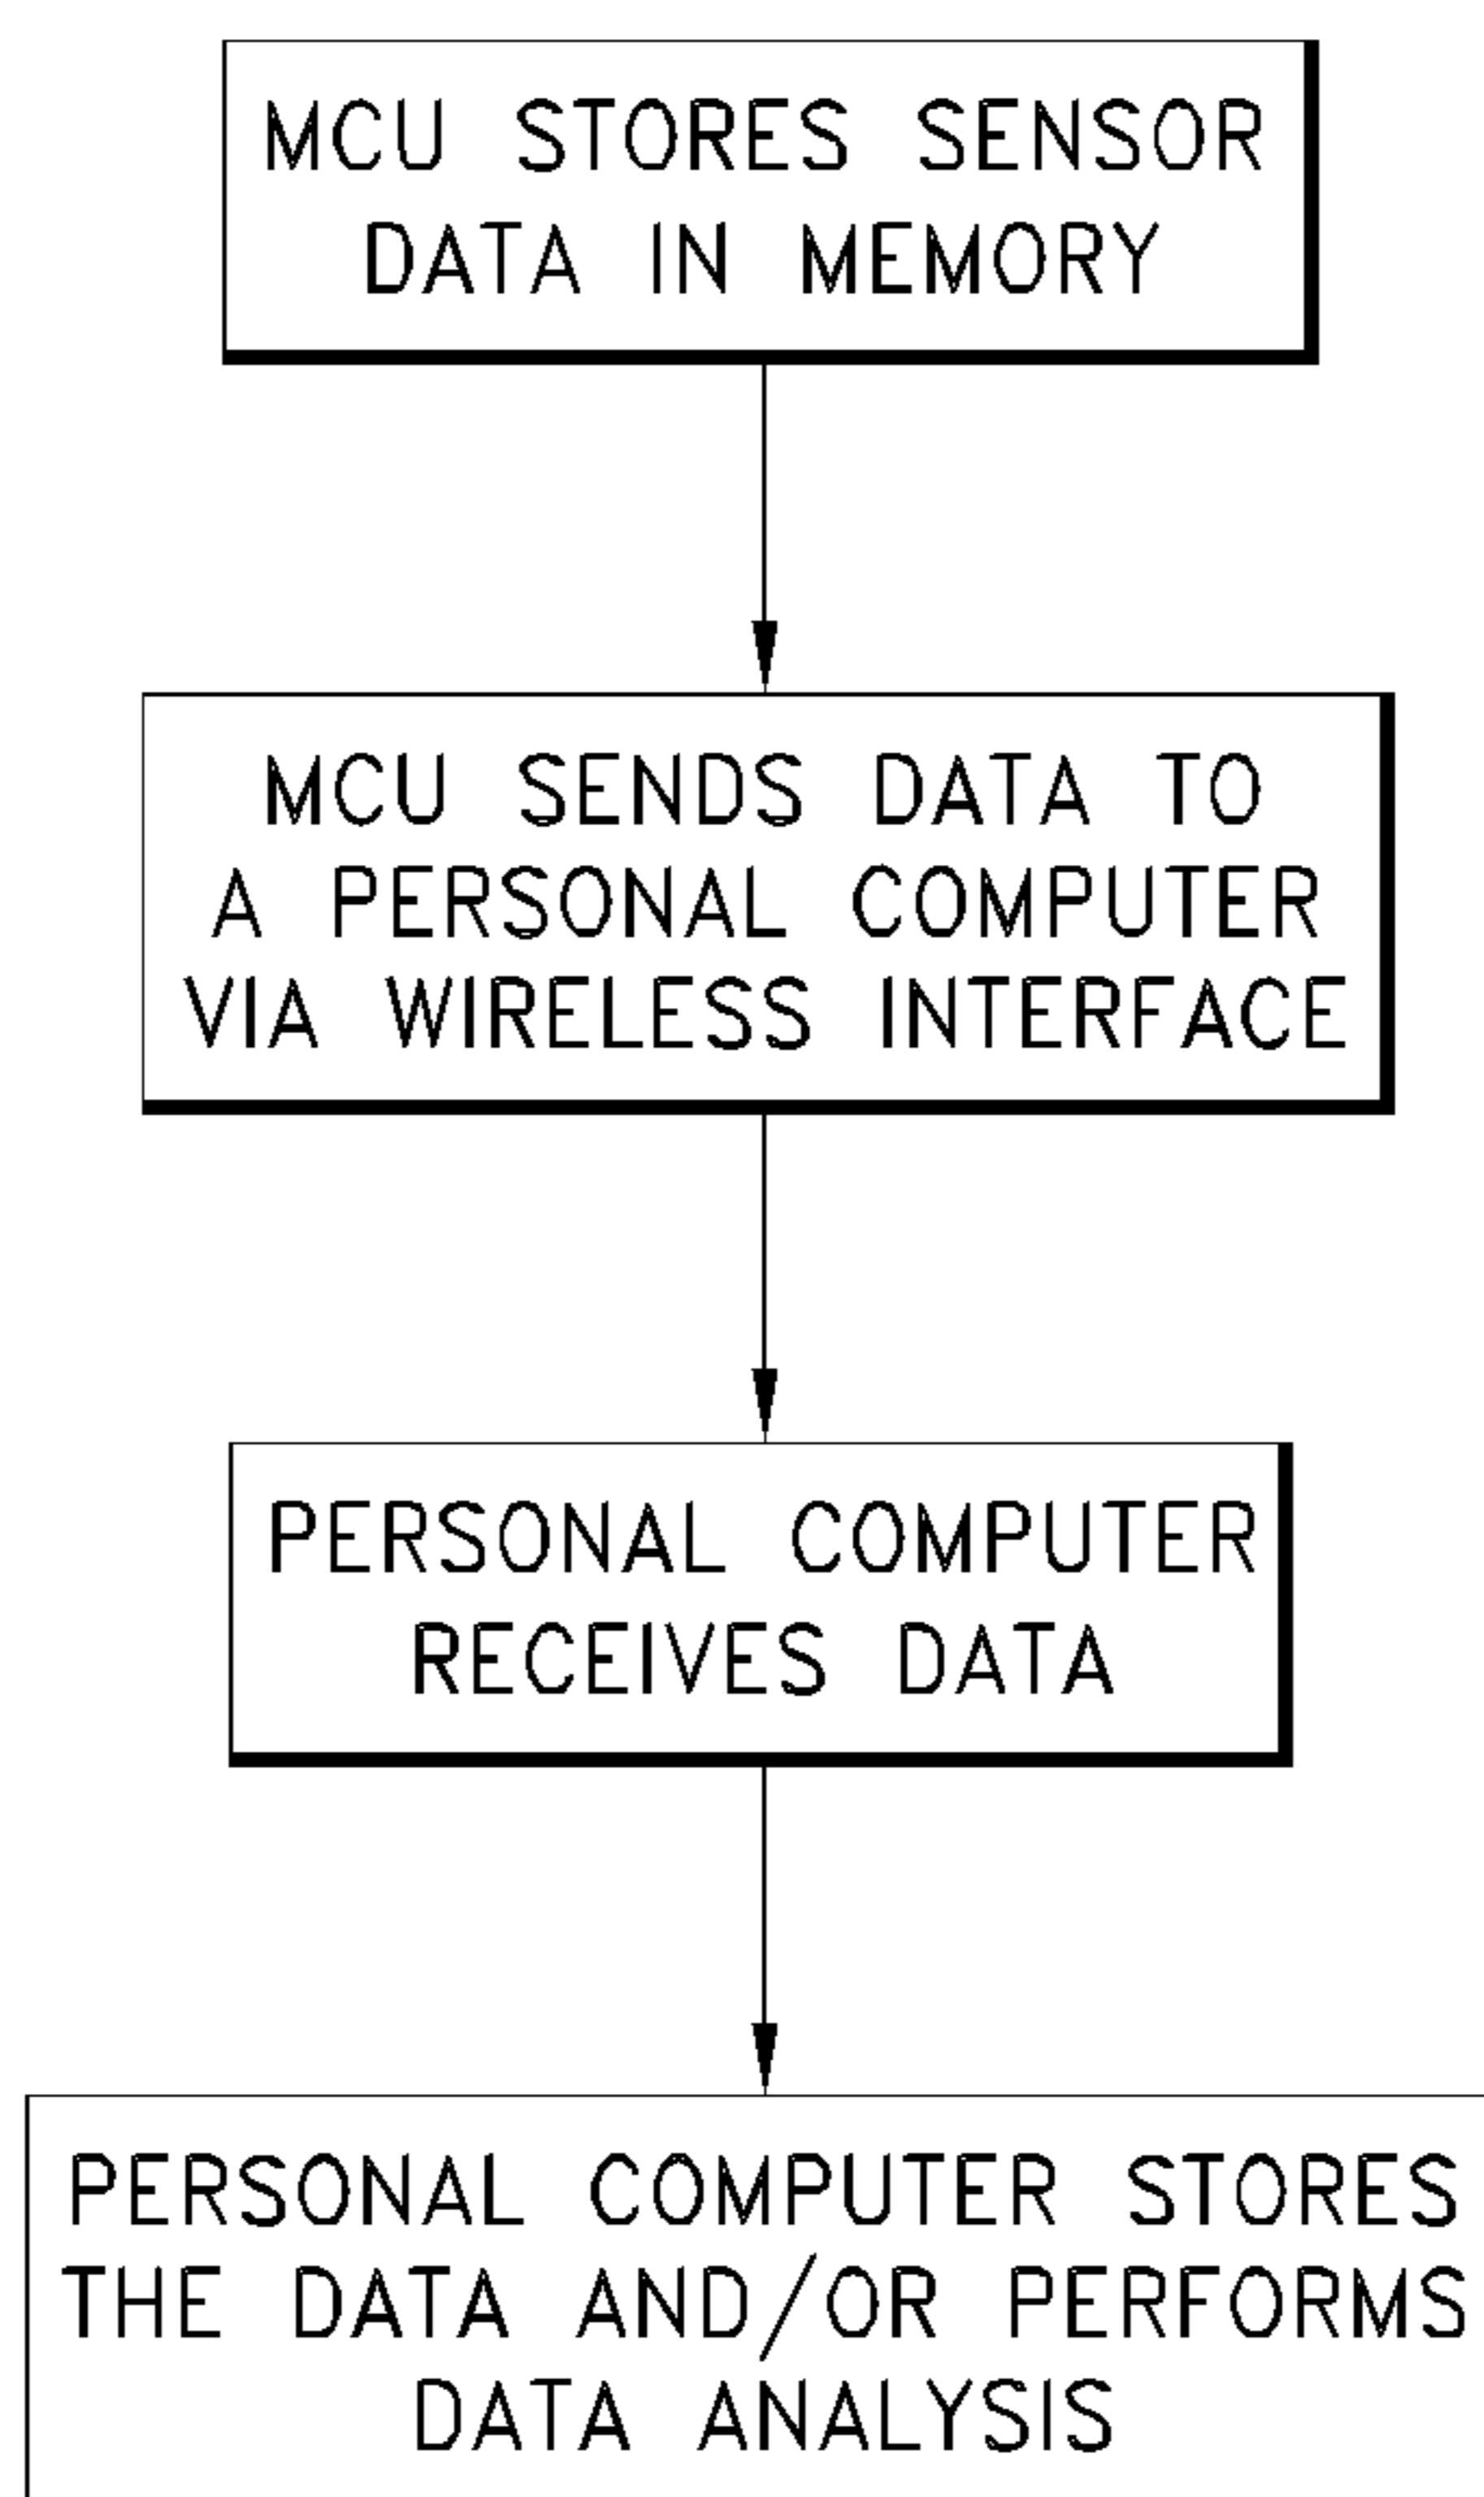 MCU STORES SENSOR
DATA IN MEMORY
MCU SENDS DATA TO
A PERSONAL COMPUTER
VIA WIRELESS INTERFACE
PERSONAL COMPUTER
RECEIVES DATA
PERSONAL COMPUTER STORES
THE DATA AND/OR PERFORMS
DATA ANALYSIS